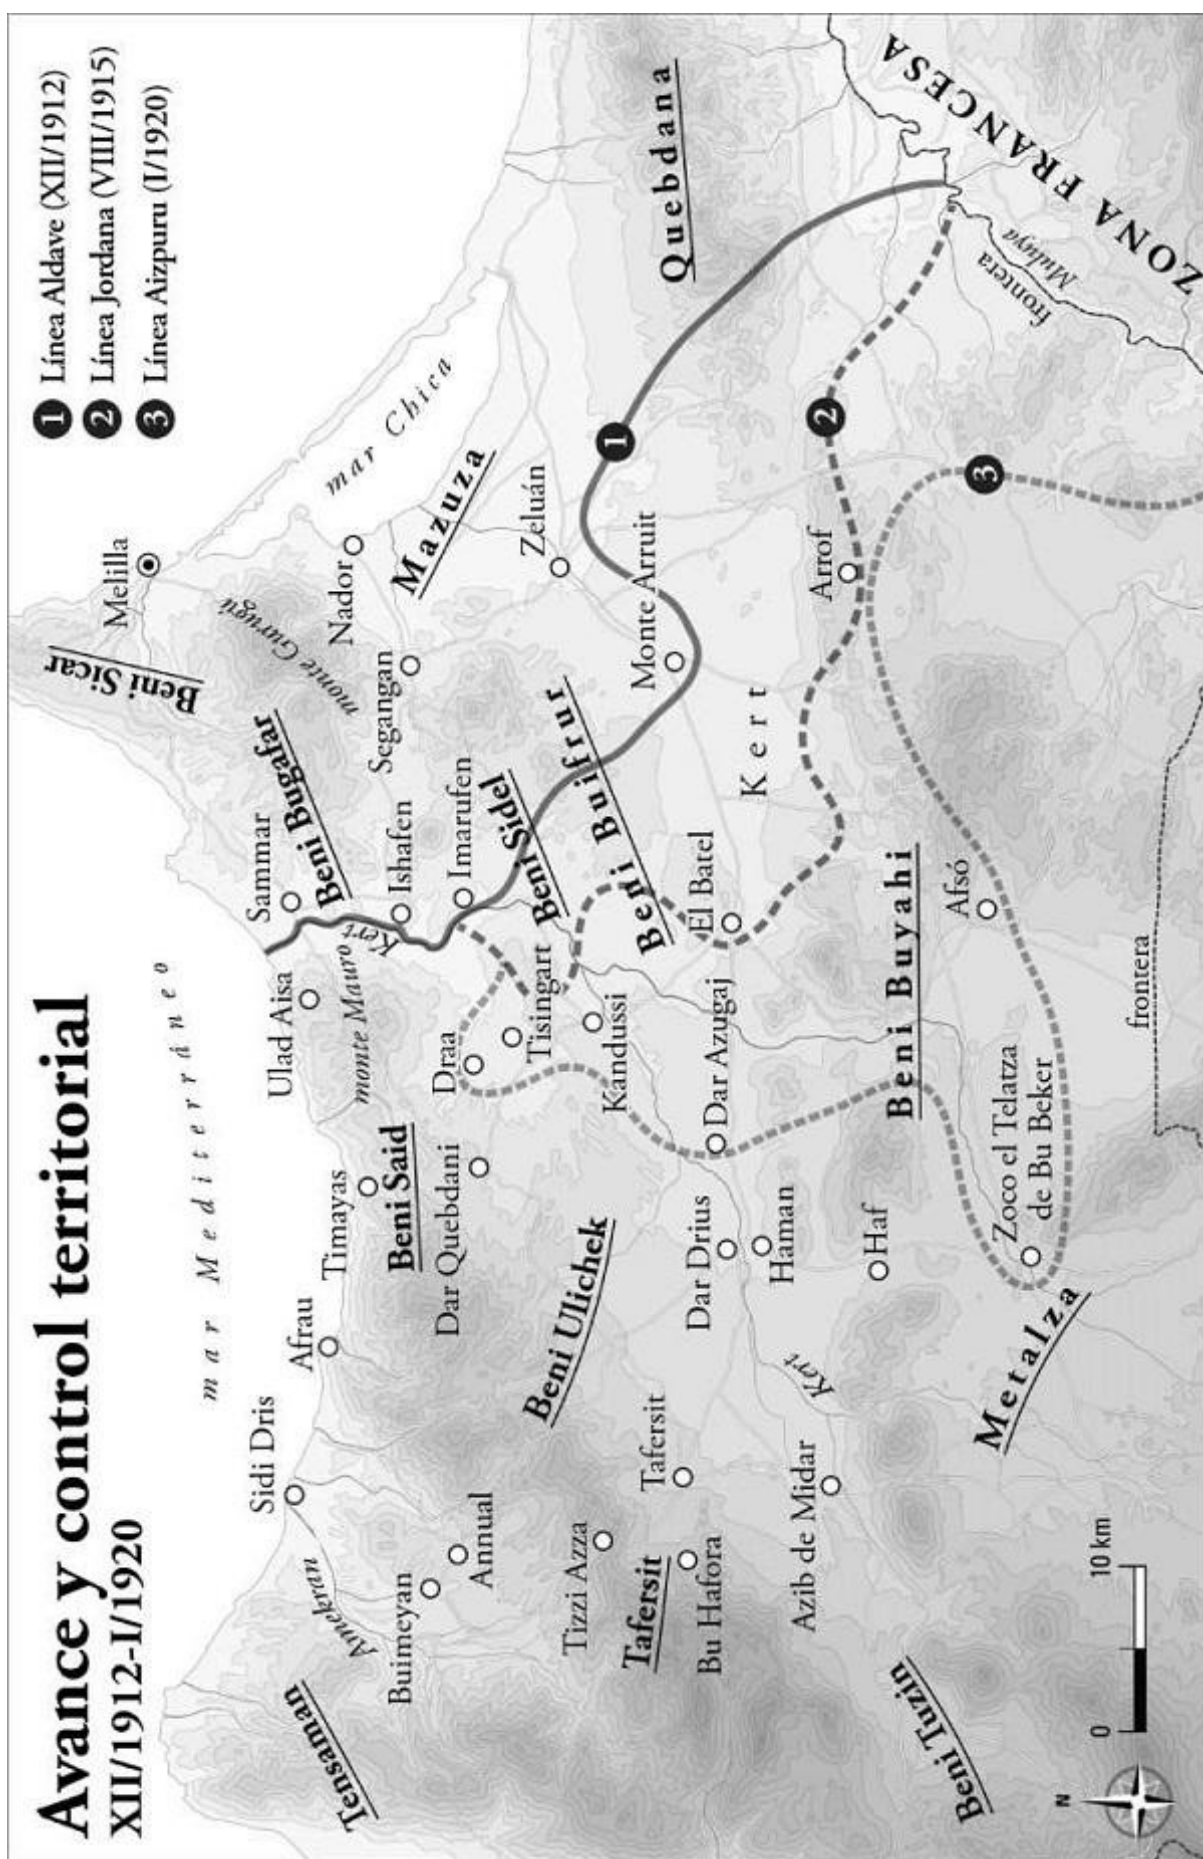 Avance y control territorial
XII/1912-I/1920
1 Línea Aldave (XII/1912)
2 Línea Jordana (VIII/1915)
3 Línea Aizpuru (I/1920)
mar Mediterráneo
Melilla
Beni Sicar
monte Gurugú
mar Chica
Nador
Mazuza
Segangan
Beni Bugafar
Sammar
Ishafen
Imarufen
Kert
Ulad Aisa
monte Mauro
Beni Sidel
Zeluán
1
Quebdana
Monte Arruit
Beni Buifrur
Tisingart
Draa
Kandussi
Timayas
Beni Said
Dar Quebdani
Afrau
Sidi Dris
Amekran
Tensaman
Buimeyan
Annual
Beni Ulichek
Tizzi Azza
Tafersit
Tafersit
Bu Hafora
Dar Azugaj
El Batel
Kert
Dar Drius
Haman
Haf
Kert
Azib de Midar
Arrof
2
3
Beni Buyahi
Afsó
Zoco el Telatza
de Bu Beker
Metalza
Beni Tuzin
frontera
frontera
Muluya
ZONA FRANCESA
N
0
10 km